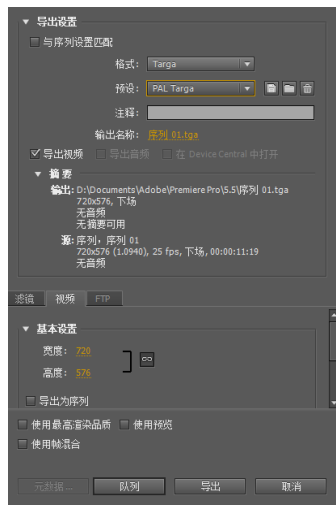 导出设置
与序列设置匹配
格式： Targa
预设： PAL Targa
注释：
输出名称： 序列 01.tga
导出视频 导出音频 在 Device Central 中打开
摘要
输出： D:\Documents\Adobe\Premiere Pro\5.5\序列 01.tga
720x576, 下场
无音频
无摘要可用
源： 序列，序列 01
720x576 (1.0940), 25 fps, 下场, 00:00:11:19
无音频
滤镜 视频 FTP
基本设置
宽度： 720
高度： 576
导出为序列
使用最高渲染品质 使用预览
使用帧混合
元数据... 队列 导出 取消